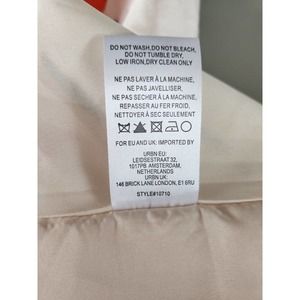 DO NOT WASH,DO NOT BLEACH,
DO NOT TUMBLE DRY,
LOW IRON,DRY CLEAN ONLY
NE PAS LAVER À LA MACHINE,
NE PAS JAVELLISER.
NE PAS SECHER À LA MACHINE,
REPASSER AU FER FROID,
NETTOYER À SEC SEULEMENT
FOR EU AND UK: IMPORTED BY
URBN EU:
LEIDSESTRAAT 32,
1017PB AMSTERDAM,
NETHERLANDS
URBN UK:
146 BRICK LANE LONDON, E1 6RU
STYLE#10710